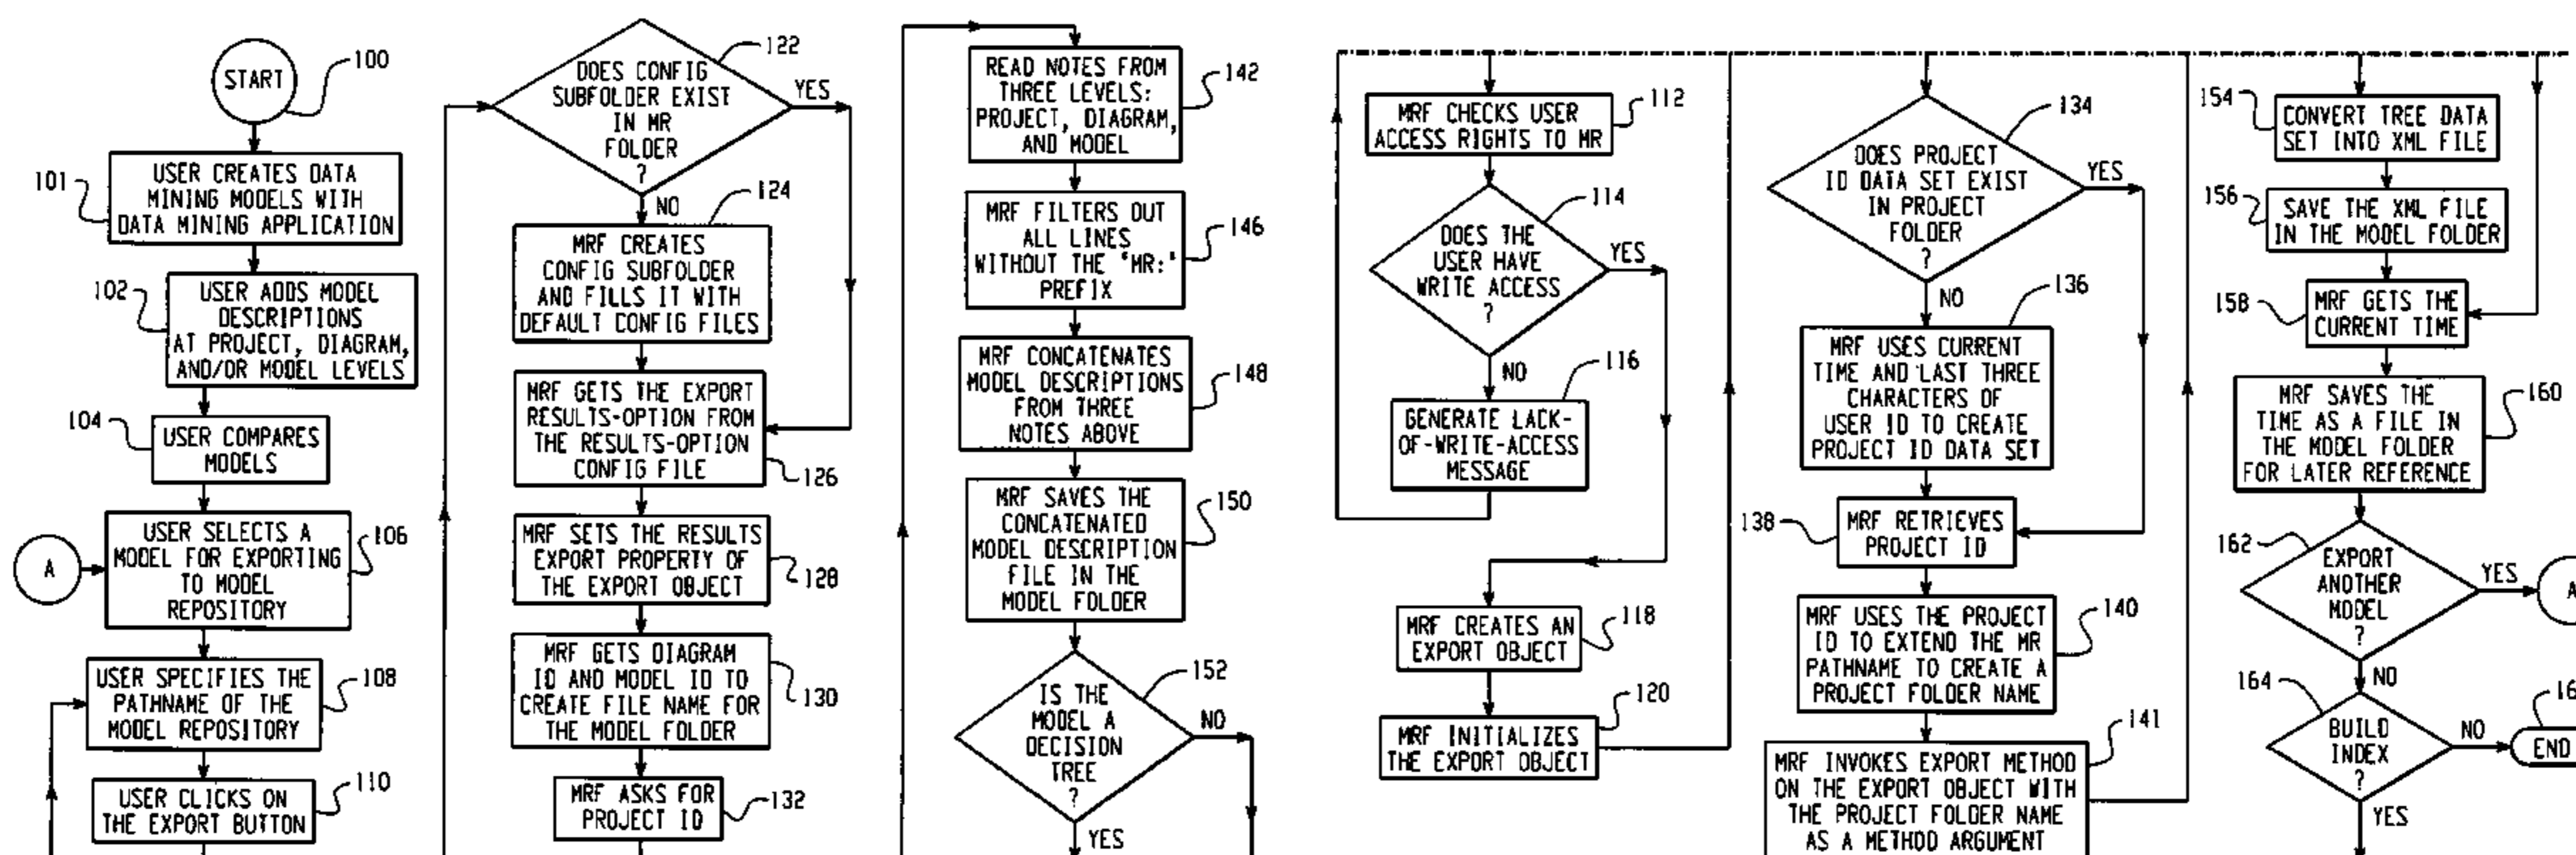 START
100
101
USER CREATES DATA
MINING MODELS WITH
DATA MINING APPLICATION
102
USER ADDS MODEL
DESCRIPTIONS
AT PROJECT, DIAGRAM,
AND/OR MODEL LEVELS
104
USER COMPARES
MODELS
A
USER SELECTS A
MODEL FOR EXPORTING
TO MODEL
REPOSITORY
106
USER SPECIFIES THE
PATHNAME OF THE
MODEL REPOSITORY
108
USER CLICKS ON
THE EXPORT BUTTON
110
122
DOES CONFIG
SUBFOLDER EXIST
IN MR
FOLDER
?
YES
NO
124
MRF CREATES
CONFIG SUBFOLDER
AND FILLS IT WITH
DEFAULT CONFIG FILES
MRF GETS THE EXPORT
RESULTS-OPTION FROM
THE RESULTS-OPTION
CONFIG FILE
126
MRF SETS THE RESULTS
EXPORT PROPERTY OF
THE EXPORT OBJECT
128
MRF GETS DIAGRAM
ID AND MODEL ID TO
CREATE FILE NAME FOR
THE MODEL FOLDER
130
MRF ASKS FOR
PROJECT ID
132
READ NOTES FROM
THREE LEVELS:
PROJECT, DIAGRAM,
AND MODEL
142
MRF FILTERS OUT
ALL LINES
WITHOUT THE "MR:"
PREFIX
146
MRF CONCATENATES
MODEL DESCRIPTIONS
FROM THREE
NOTES ABOVE
148
MRF SAVES THE
CONCATENATED
MODEL DESCRIPTION
FILE IN THE
MODEL FOLDER
150
152
IS THE
MODEL A
DECISION
TREE
?
NO
YES
MRF CHECKS USER
ACCESS RIGHTS TO MR
112
114
DOES THE
USER HAVE
WRITE ACCESS
?
YES
NO
116
GENERATE LACK-
OF-WRITE-ACCESS
MESSAGE
MRF CREATES AN
EXPORT OBJECT
118
120
MRF INITIALIZES
THE EXPORT OBJECT
134
DOES PROJECT
ID DATA SET EXIST
IN PROJECT
FOLDER
?
YES
NO
136
MRF USES CURRENT
TIME AND LAST THREE
CHARACTERS OF
USER ID TO CREATE
PROJECT ID DATA SET
138
MRF RETRIEVES
PROJECT ID
MRF USES THE PROJECT
ID TO EXTEND THE MR
PATHNAME TO CREATE A
PROJECT FOLDER NAME
140
141
MRF INVOKES EXPORT METHOD
ON THE EXPORT OBJECT WITH
THE PROJECT FOLDER NAME
AS A METHOD ARGUMENT
154
CONVERT TREE DATA
SET INTO XML FILE
156
SAVE THE XML FILE
IN THE MODEL FOLDER
158
MRF GETS THE
CURRENT TIME
MRF SAVES THE
TIME AS A FILE IN
THE MODEL FOLDER
FOR LATER REFERENCE
160
162
EXPORT
ANOTHER
MODEL
?
YES
A
NO
164
BUILD
INDEX
?
NO
END
YES